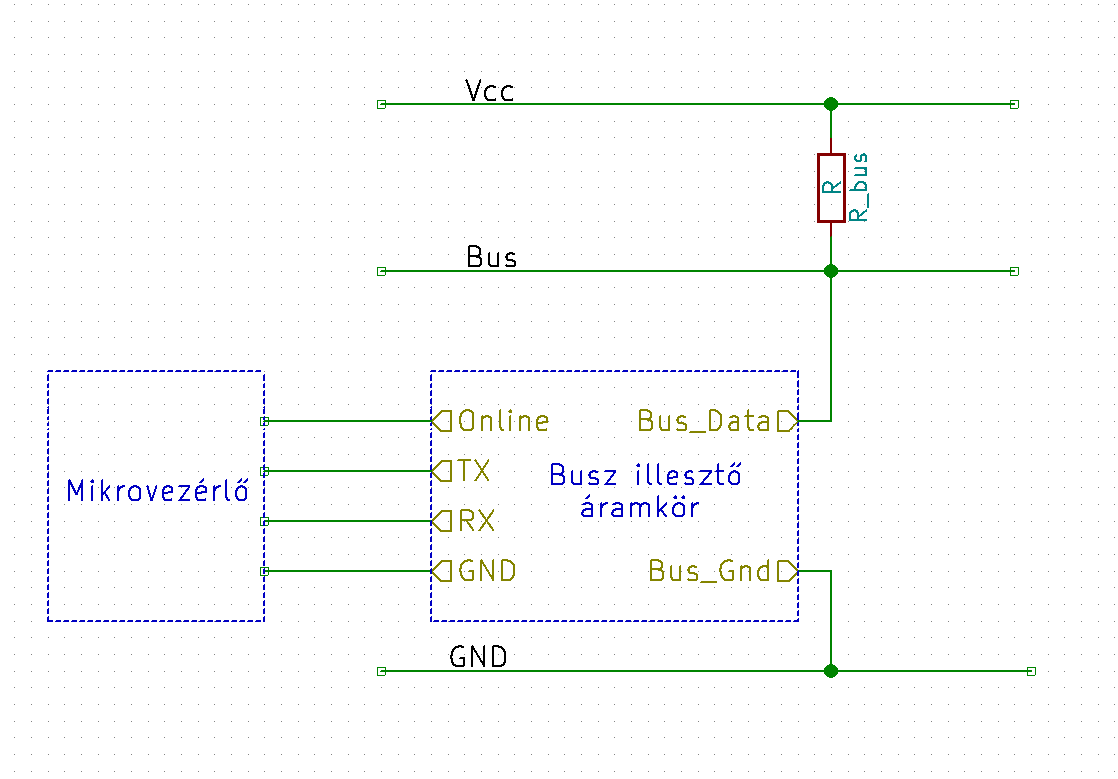 Vcc
R
R_bus
Bus
Online
Bus_Data
TX
Busz illesztő
áramkör
Mikrovezérlő
RX
GND
Bus_Gnd
GND